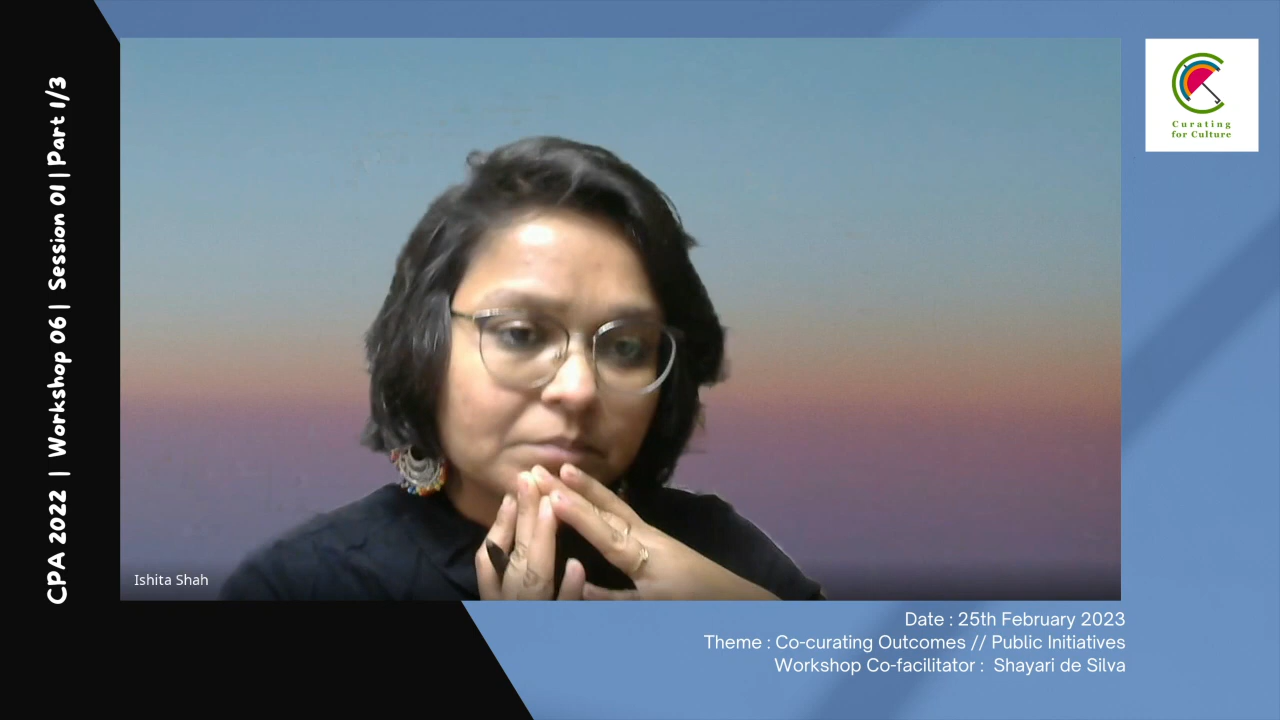 CPA 2022 | Workshop 06 | Session 01 | Part 1/3
Curating
for Culture
Ishita Shah
Date : 25th February 2023
Theme : Co-curating Outcomes // Public Initiatives
Workshop Co-facilitator : Shayari de Silva